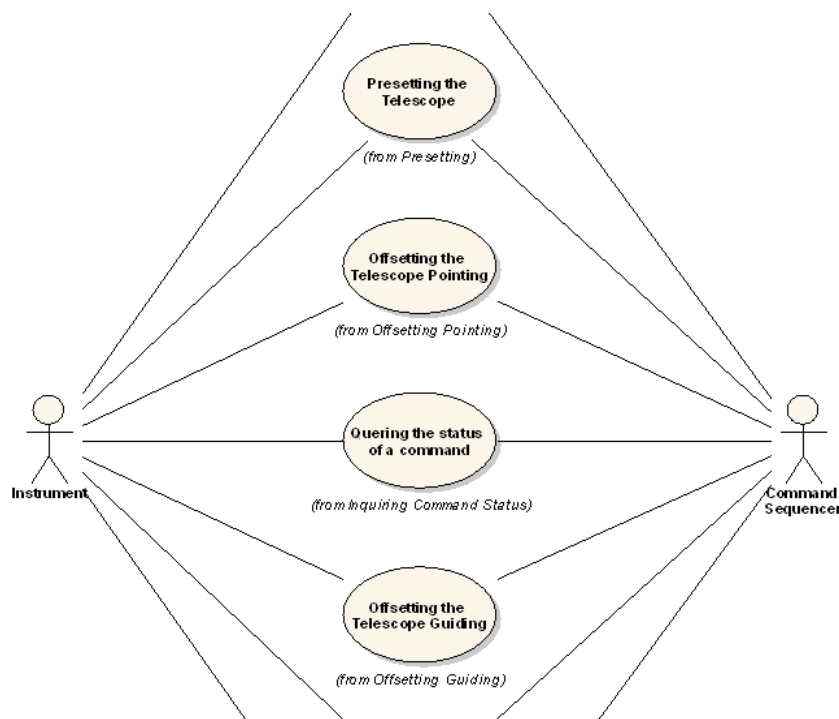 Presetting the
Telescope
(from Presetting)
Offsetting the
Telescope Pointing
(from Offsetting Pointing)
Quering the status
of a command
(from Inquiring Command Status)
Instrument
Command
Sequencer
Offsetting the
Telescope Guiding
(from Offsetting Guiding)